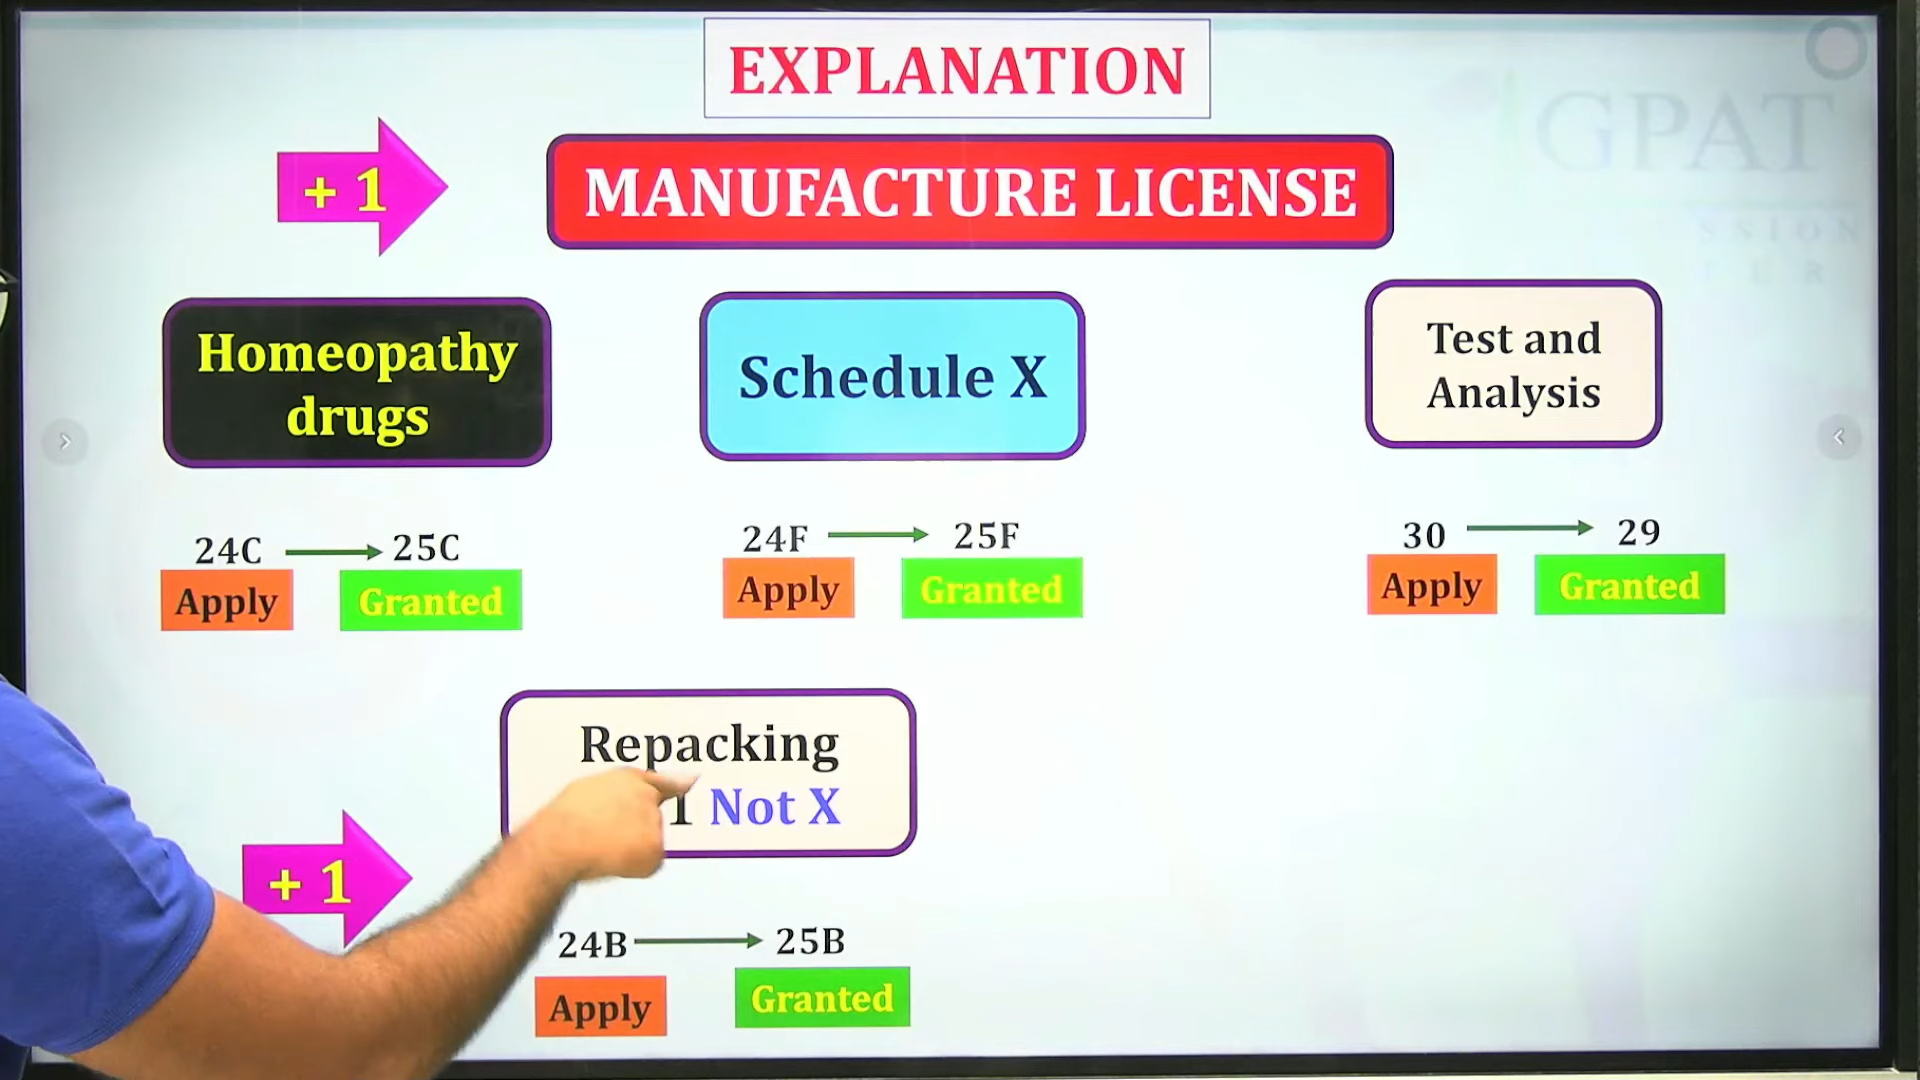 EXPLANATION
GPAT
+ 1
MANUFACTURE LICENSE
Homeopathy
drugs
Schedule X
Test and
Analysis
24C
25C
Apply
Granted
24F
25F
Apply
Granted
30
29
Apply
Granted
Repacking
Not X
+ 1
24B
25B
Apply
Granted